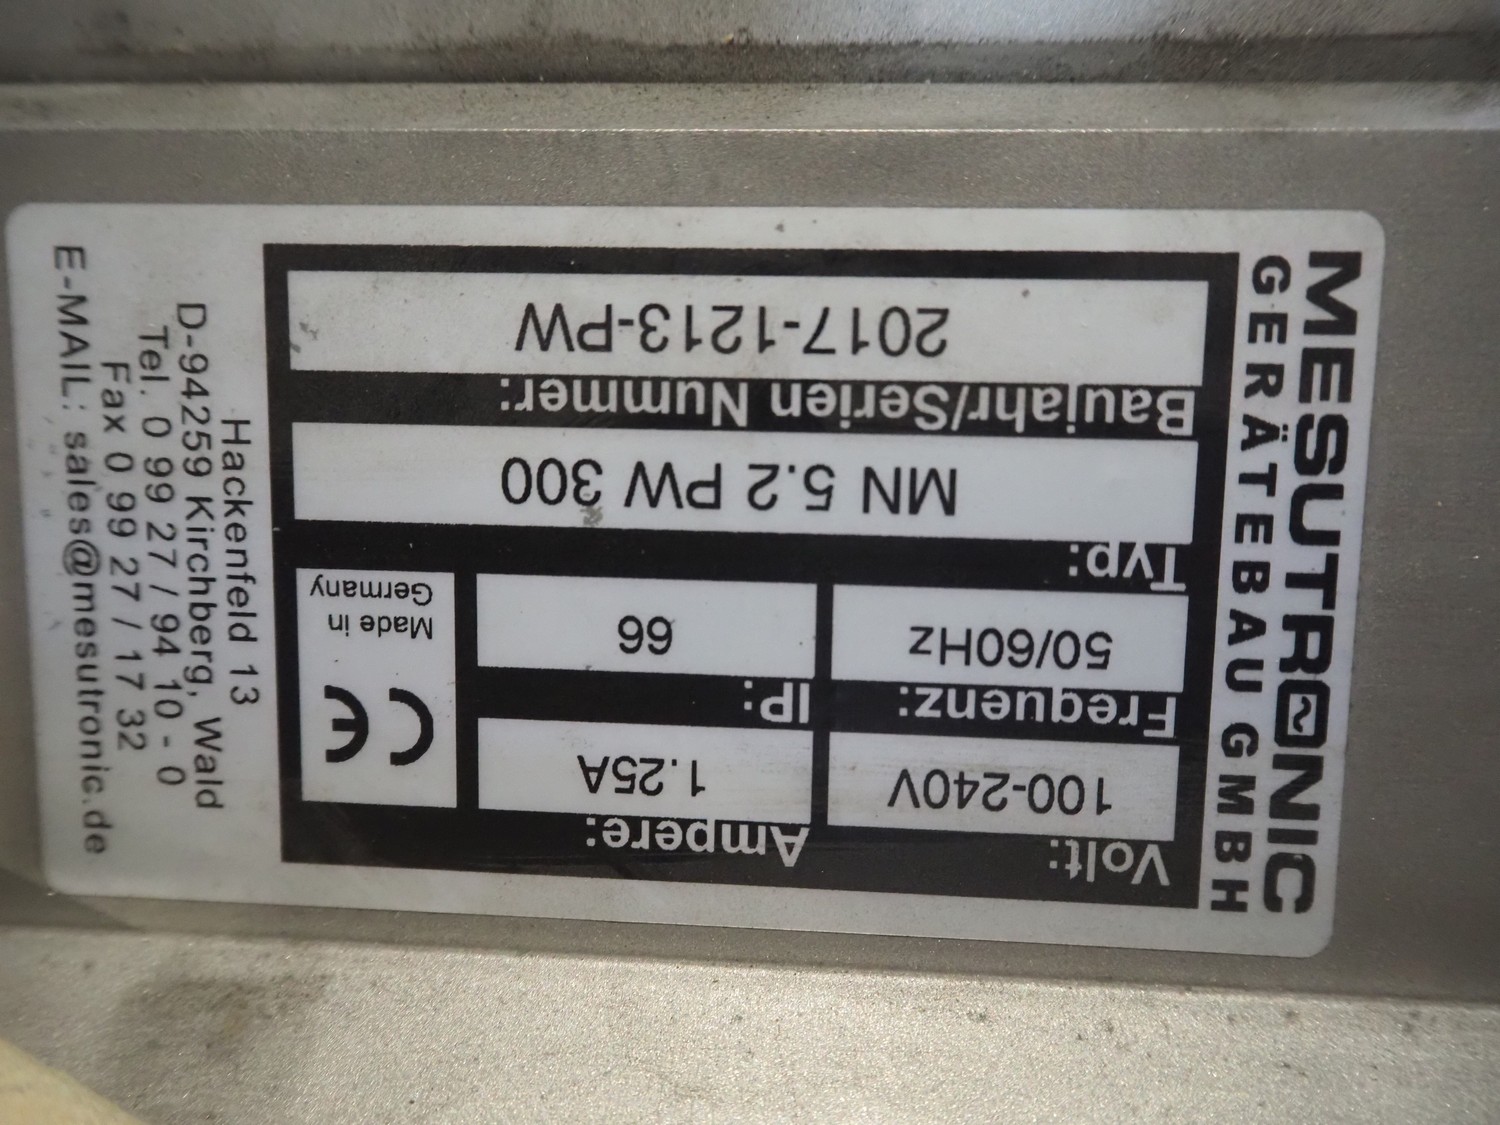 MESUTRONIC
GERÄTEBAU GMBH
Volt:
Ampere:
100-240V
1.25A
Frequenz:
IP:
50/60Hz
66
CE
Made in
Germany
Typ:
MN 5.2 PW 300
Baujahr/Serien Nummer:
2017-1213-PW
Hackenfeld 13
D-94259 Kirchberg, Wald
Tel. 0 99 27 / 94 10 - 0
Fax 0 99 27 / 17 32
E-MAIL: sales@mesutronic.de